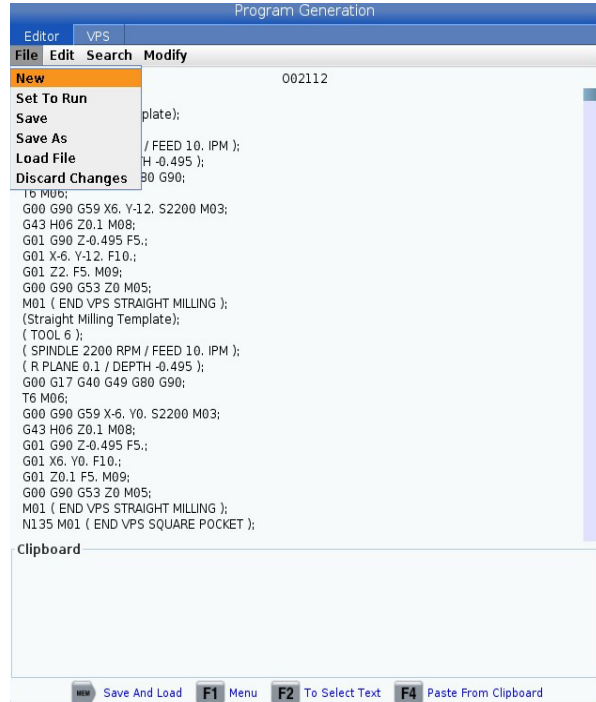 Program Generation
Editor VPS
File Edit Search Modify
New
O02112
Set To Run
Save
plate);
Save As
/ FEED 10. IPM );
Load File
TH -0.495 );
Discard Changes
80 G90;
T6 M06;
G00 G90 G59 X6. Y-12. S2200 M03;
G43 H06 Z0.1 M08;
G01 G90 Z-0.495 F5.;
G01 X-6. Y-12. F10.;
G01 Z2. F5. M09;
G00 G90 G53 Z0 M05;
M01 ( END VPS STRAIGHT MILLING );
(Straight Milling Template);
( TOOL 6 );
( SPINDLE 2200 RPM / FEED 10. IPM );
( R PLANE 0.1 / DEPTH -0.495 );
G00 G17 G40 G49 G80 G90;
T6 M06;
G00 G90 G59 X-6. Y0. S2200 M03;
G43 H06 Z0.1 M08;
G01 G90 Z-0.495 F5.;
G01 X6. Y0. F10.;
G01 Z0.1 F5. M09;
G00 G90 G53 Z0 M05;
M01 ( END VPS STRAIGHT MILLING );
N135 M01 ( END VPS SQUARE POCKET );
Clipboard
MEM Save And Load F1 Menu F2 To Select Text F4 Paste From Clipboard